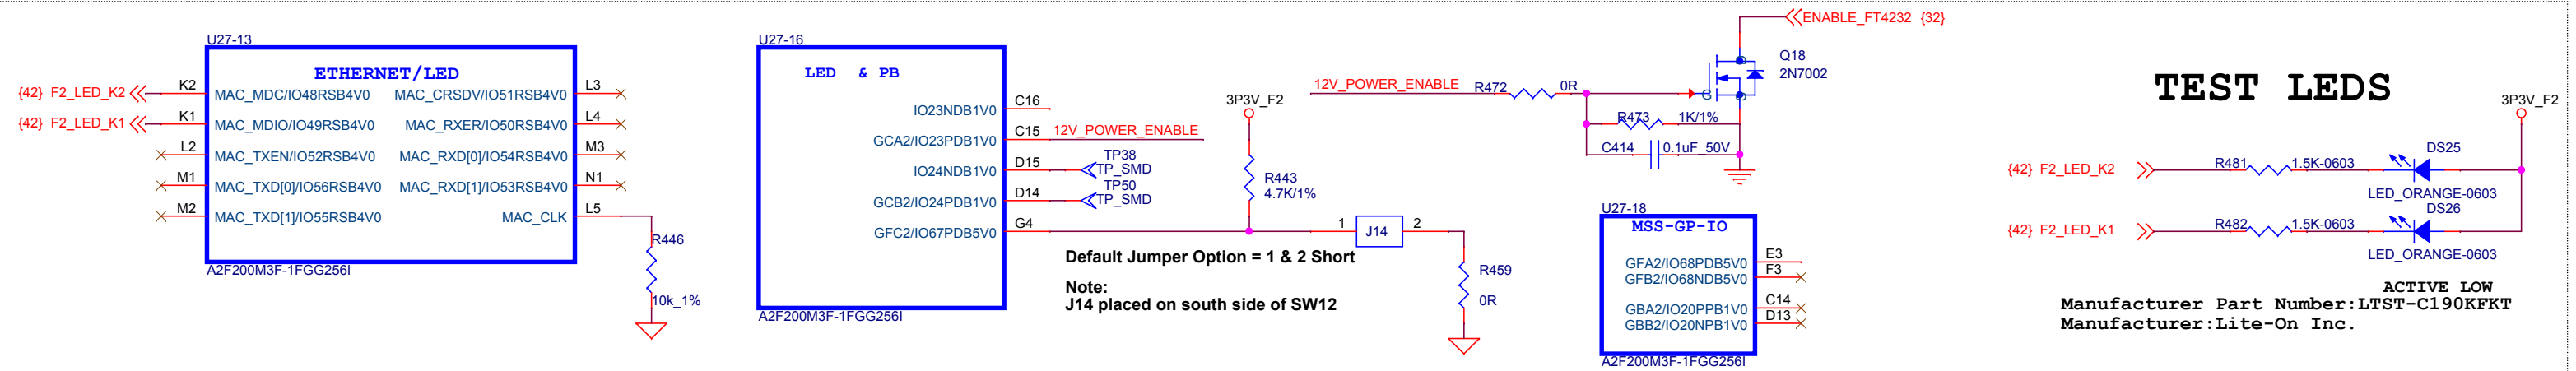 U27-13
ETHERNET/LED
{42} F2_LED_K2
K2
MAC_MDC/IO48RSB4V0
MAC_CRSDV/IO51RSB4V0
L3
{42} F2_LED_K1
K1
MAC_MDIO/IO49RSB4V0
MAC_RXER/IO50RSB4V0
L4
L2
MAC_TXEN/IO52RSB4V0
MAC_RXD[0]/IO54RSB4V0
M3
M1
MAC_TXD[0]/IO56RSB4V0
MAC_RXD[1]/IO53RSB4V0
N1
M2
MAC_TXD[1]/IO55RSB4V0
MAC_CLK
L5
A2F200M3F-1FGG256I
R446
10k_1%
U27-16
LED & PB
IO23NDB1V0
C16
GCA2/IO23PDB1V0
C15
12V_POWER_ENABLE
IO24NDB1V0
D15
TP38
TP_SMD
GCB2/IO24PDB1V0
D14
TP50
TP_SMD
GFC2/IO67PDB5V0
G4
A2F200M3F-1FGG256I
3P3V_F2
R443
4.7K/1%
1
J14
2
R459
0R
Default Jumper Option = 1 & 2 Short
Note:
J14 placed on south side of SW12
ENABLE_FT4232 {32}
Q18
2N7002
12V_POWER_ENABLE
R472
0R
G
R473
1K/1%
C414
0.1uF_50V
U27-18
MSS-GP-IO
GFA2/IO68PDB5V0
E3
GFB2/IO68NDB5V0
F3
GBA2/IO20PPB1V0
C14
GBB2/IO20NPB1V0
D13
A2F200M3F-1FGG256I
TEST LEDS
3P3V_F2
{42} F2_LED_K2
R481
1.5K-0603
DS25
LED_ORANGE-0603
DS26
{42} F2_LED_K1
R482
1.5K-0603
LED_ORANGE-0603
ACTIVE LOW
Manufacturer Part Number:LTST-C190KFKT
Manufacturer:Lite-On Inc.